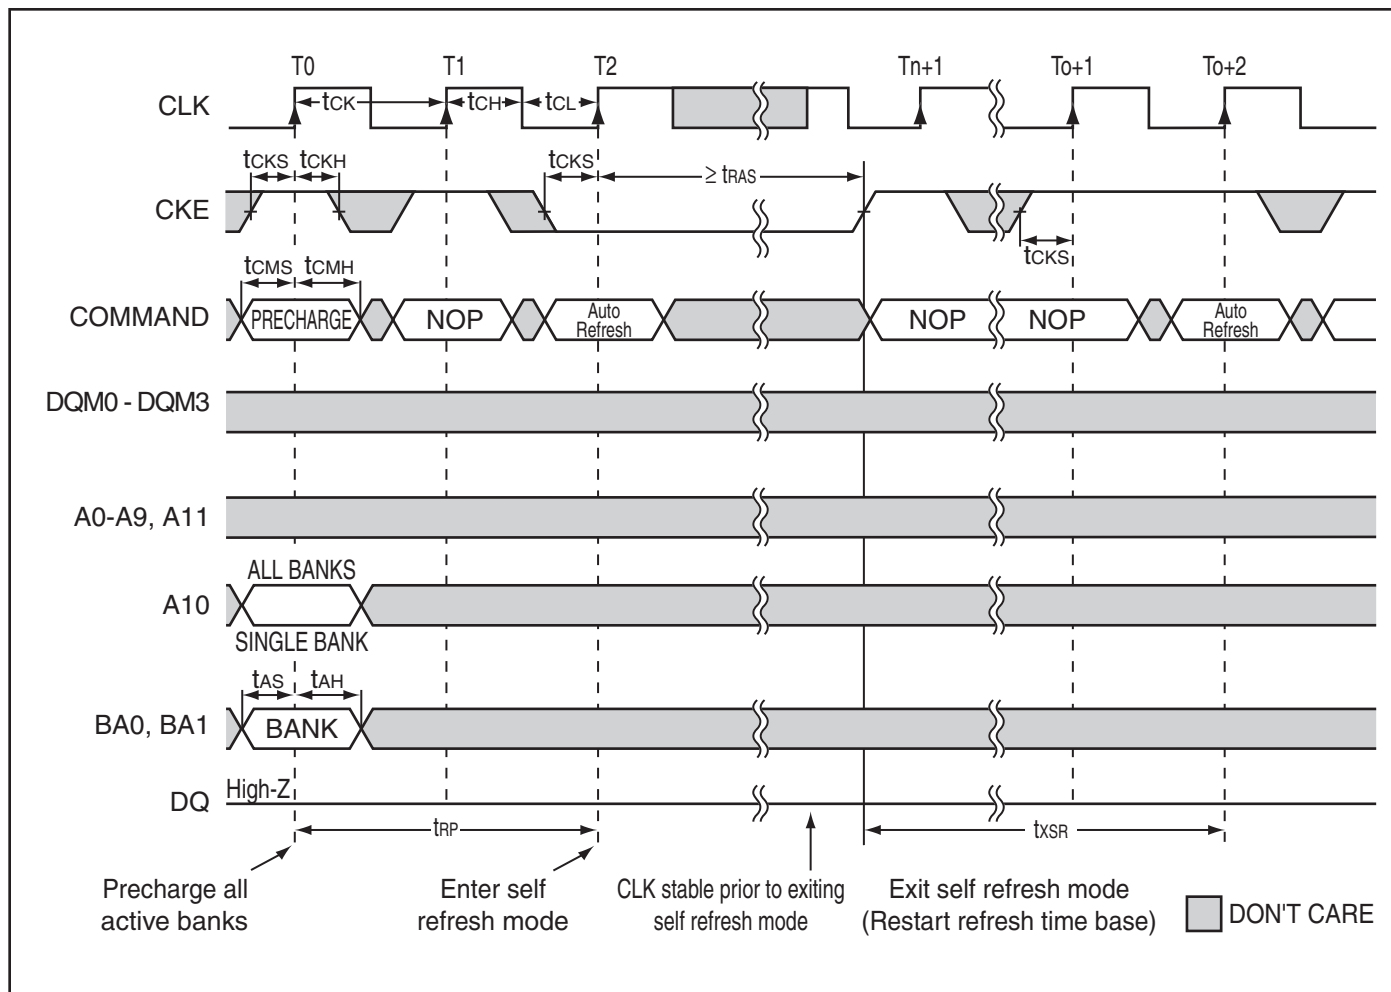 T0 T1 T2 Tn+1 To+1 To+2
CLK tCK tCH tCL
tCKS tCKH tCKS ≥ tRAS
CKE
tCKS
tCMS tCMH
COMMAND PRECHARGE NOP Auto Refresh NOP NOP Auto Refresh
DQM0 - DQM3
A0-A9, A11
ALL BANKS
A10
SINGLE BANK
tAS tAH
BA0, BA1 BANK
DQ High-Z
tRP tXSR
Precharge all
active banks
Enter self
refresh mode
CLK stable prior to exiting
self refresh mode
Exit self refresh mode
(Restart refresh time base)
DON'T CARE